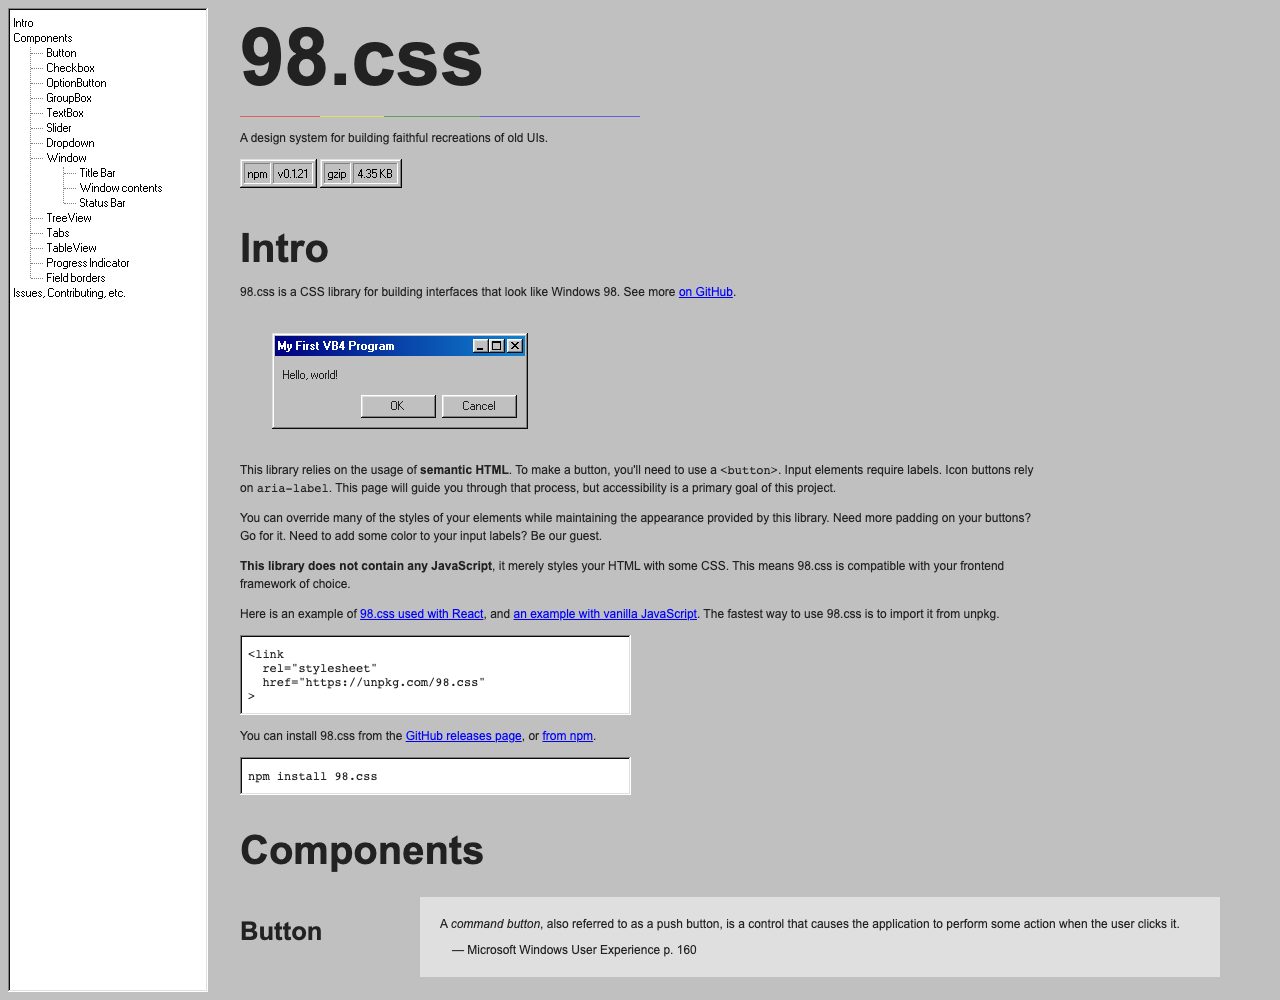 Intro
Components
Button
Checkbox
OptionButton
GroupBox
TextBox
Slider
Dropdown
Window
Title Bar
Window contents
Status Bar
TreeView
Tabs
TableView
Progress Indicator
Field borders
Issues, Contributing, etc.
98.css
A design system for building faithful recreations of old UIs.
npm v0.1.21 gzip 4.35 KB
Intro
98.css is a CSS library for building interfaces that look like Windows 98. See more on GitHub.
My First VB4 Program
Hello, world!
OK Cancel
This library relies on the usage of semantic HTML. To make a button, you'll need to use a <button>. Input elements require labels. Icon buttons rely
on aria-label. This page will guide you through that process, but accessibility is a primary goal of this project.
You can override many of the styles of your elements while maintaining the appearance provided by this library. Need more padding on your buttons?
Go for it. Need to add some color to your input labels? Be our guest.
This library does not contain any JavaScript, it merely styles your HTML with some CSS. This means 98.css is compatible with your frontend
framework of choice.
Here is an example of 98.css used with React, and an example with vanilla JavaScript. The fastest way to use 98.css is to import it from unpkg.
<link
  rel="stylesheet"
  href="https://unpkg.com/98.css"
>
You can install 98.css from the GitHub releases page, or from npm.
npm install 98.css
Components
Button
A command button, also referred to as a push button, is a control that causes the application to perform some action when the user clicks it.
— Microsoft Windows User Experience p. 160